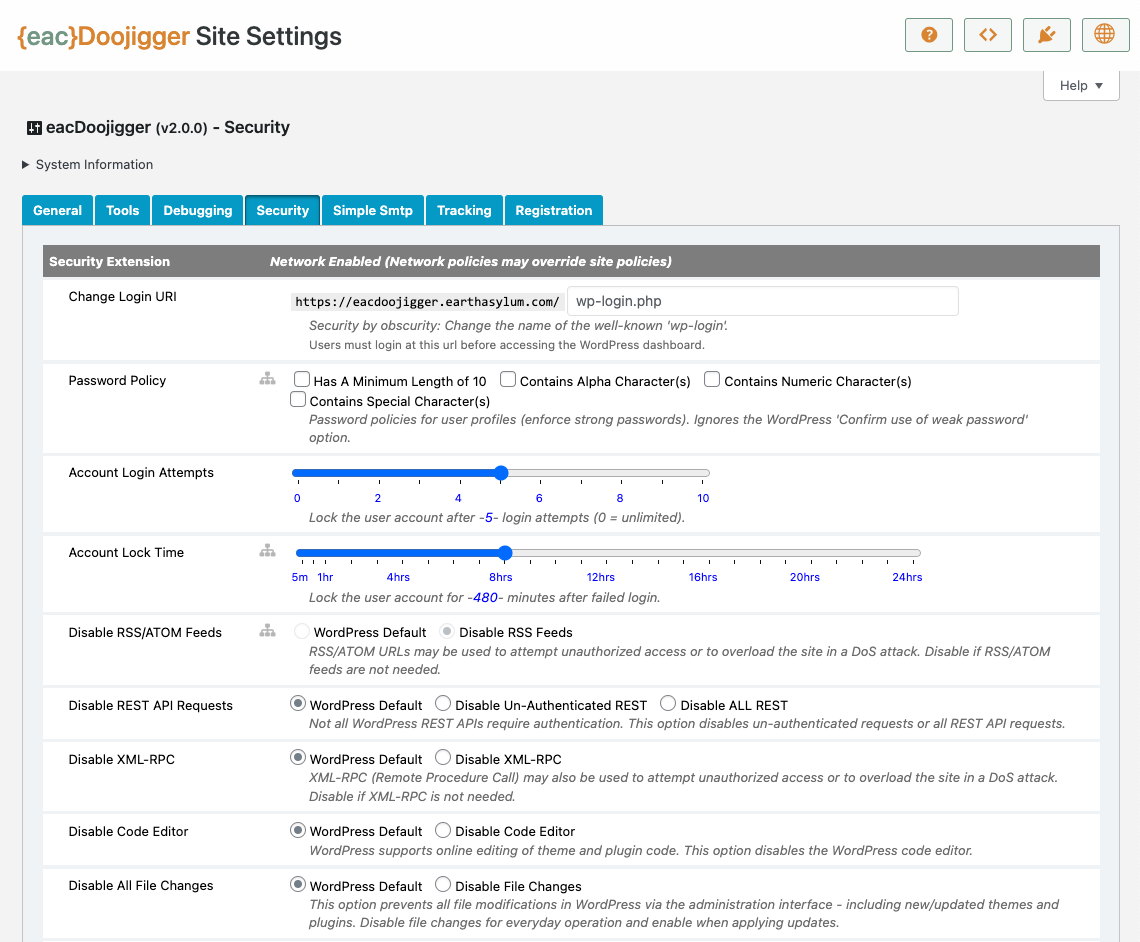 {eac}Doojigger Site Settings
Help ▼
eacDoojigger (v2.0.0) - Security
▶ System Information
General Tools Debugging Security Simple Smtp Tracking Registration
Security Extension Network Enabled (Network policies may override site policies)
Change Login URI https://eacdoojigger.earthasylum.com/ wp-login.php
Security by obscurity: Change the name of the well-known 'wp-login'.
Users must login at this url before accessing the WordPress dashboard.
Password Policy Has A Minimum Length of 10 Contains Alpha Character(s) Contains Numeric Character(s)
Contains Special Character(s)
Password policies for user profiles (enforce strong passwords). Ignores the WordPress 'Confirm use of weak password'
option.
Account Login Attempts
0 2 4 6 8 10
Lock the user account after -5- login attempts (0 = unlimited).
Account Lock Time
5m 1hr 4hrs 8hrs 12hrs 16hrs 20hrs 24hrs
Lock the user account for -480- minutes after failed login.
Disable RSS/ATOM Feeds WordPress Default Disable RSS Feeds
RSS/ATOM URLs may be used to attempt unauthorized access or to overload the site in a DoS attack. Disable if RSS/ATOM
feeds are not needed.
Disable REST API Requests WordPress Default Disable Un-Authenticated REST Disable ALL REST
Not all WordPress REST APIs require authentication. This option disables un-authenticated requests or all REST API requests.
Disable XML-RPC WordPress Default Disable XML-RPC
XML-RPC (Remote Procedure Call) may also be used to attempt unauthorized access or to overload the site in a DoS attack.
Disable if XML-RPC is not needed.
Disable Code Editor WordPress Default Disable Code Editor
WordPress supports online editing of theme and plugin code. This option disables the WordPress code editor.
Disable All File Changes WordPress Default Disable File Changes
This option prevents all file modifications in WordPress via the administration interface - including new/updated themes and
plugins. Disable file changes for everyday operation and enable when applying updates.